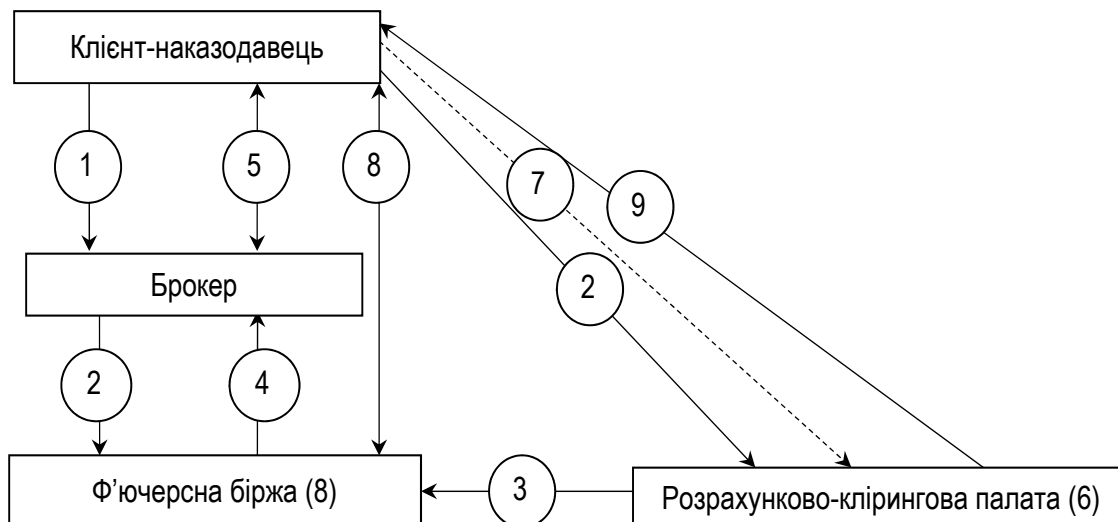 Клієнт-наказодавець
1
5
8
7
9
Брокер
2
2
4
Ф’ючерсна біржа (8)
3
Розрахунково-клірингова палата (6)